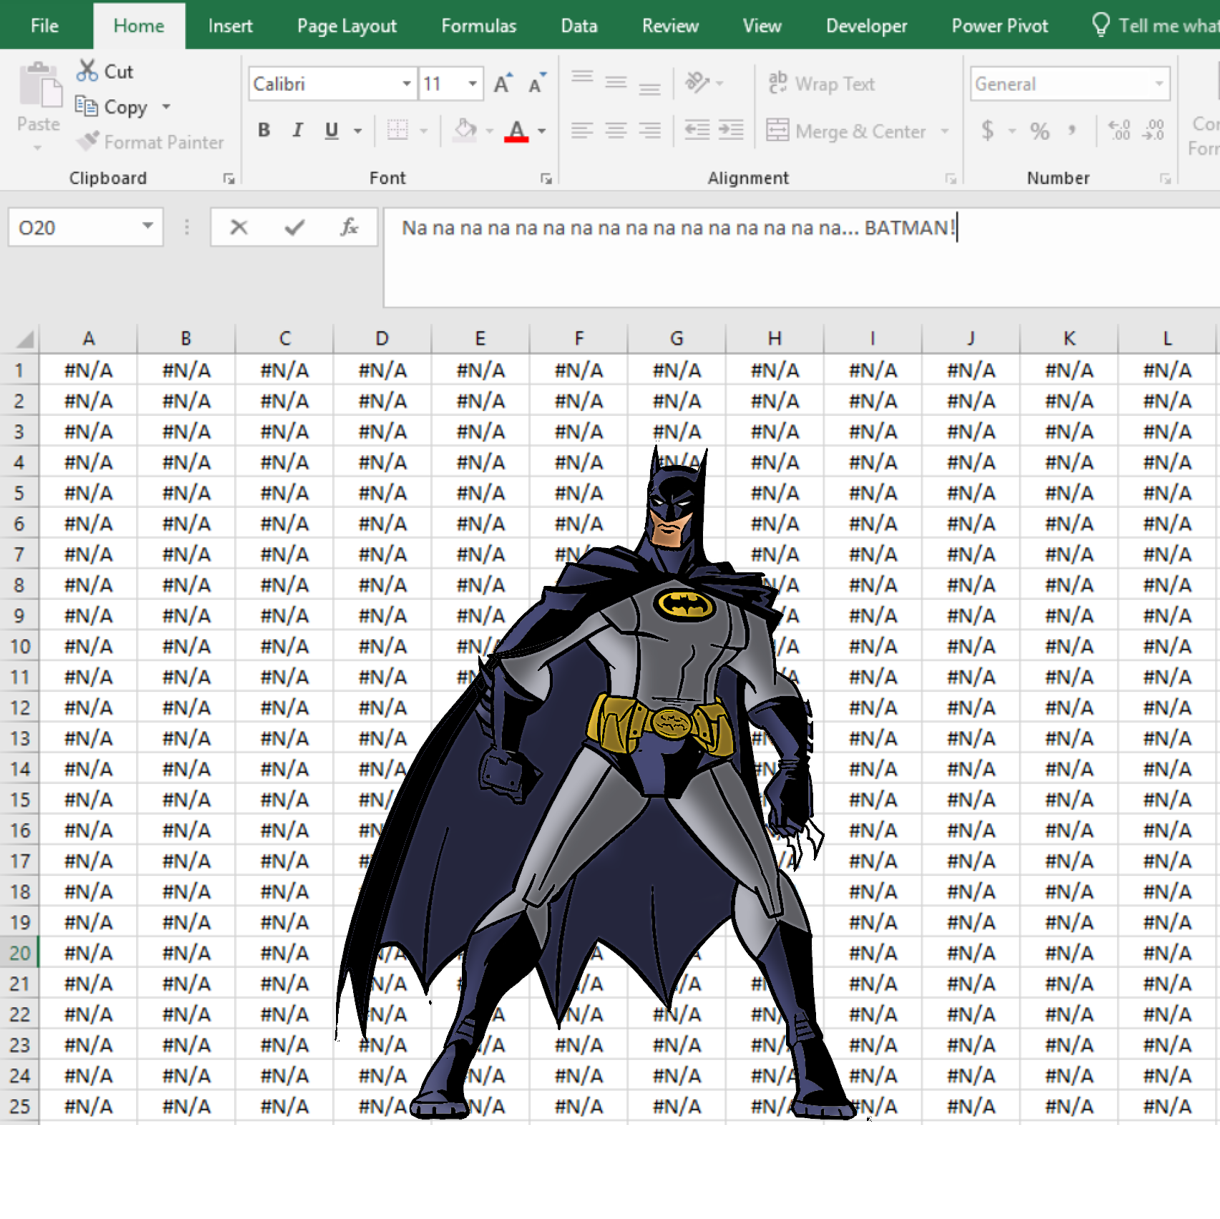 File Home Insert Page Layout Formulas Data Review View Developer Power Pivot Tell me what
Paste Cut Calibri 11 A A ab Wrap Text General
Copy B I U A Merge & Center $ % , .00 .00
Format Painter
Clipboard Font Alignment Number
O20 fx Na na na na na na na na na na na na na na na na... BATMAN!
A B C D E F G H I J K L
1 #N/A #N/A #N/A #N/A #N/A #N/A #N/A #N/A #N/A #N/A #N/A #N/A
2 #N/A #N/A #N/A #N/A #N/A #N/A #N/A #N/A #N/A #N/A #N/A #N/A
3 #N/A #N/A #N/A #N/A #N/A #N/A #N/A #N/A #N/A #N/A #N/A #N/A
4 #N/A #N/A #N/A #N/A #N/A #N/A #N/A #N/A #N/A #N/A #N/A #N/A
5 #N/A #N/A #N/A #N/A #N/A #N/A #N/A #N/A #N/A #N/A #N/A
6 #N/A #N/A #N/A #N/A #N/A #N/A #N/A #N/A #N/A #N/A #N/A
7 #N/A #N/A #N/A #N/A #N/A #N/A #N/A #N/A #N/A #N/A
8 #N/A #N/A #N/A #N/A #N/A #N/A #N/A #N/A #N/A
9 #N/A #N/A #N/A #N/A #N/A #N/A #N/A #N/A #N/A
10 #N/A #N/A #N/A #N/A #N/A #N/A #N/A #N/A
11 #N/A #N/A #N/A #N/A #N/A #N/A #N/A #N/A
12 #N/A #N/A #N/A #N/A #N/A #N/A #N/A #N/A
13 #N/A #N/A #N/A #N/A #N/A #N/A #N/A #N/A
14 #N/A #N/A #N/A #N/A #N/A #N/A #N/A #N/A
15 #N/A #N/A #N/A #N/A #N/A #N/A #N/A
16 #N/A #N/A #N/A #N/A #N/A #N/A #N/A
17 #N/A #N/A #N/A #N/A #N/A #N/A #N/A
18 #N/A #N/A #N/A #N/A #N/A #N/A #N/A
19 #N/A #N/A #N/A #N/A #N/A #N/A #N/A
20 #N/A #N/A #N/A #N/A #N/A #N/A #N/A
21 #N/A #N/A #N/A #N/A #N/A #N/A #N/A
22 #N/A #N/A #N/A #N/A #N/A #N/A #N/A #N/A #N/A
23 #N/A #N/A #N/A #N/A #N/A #N/A #N/A #N/A #N/A #N/A
24 #N/A #N/A #N/A #N/A #N/A #N/A #N/A #N/A #N/A #N/A
25 #N/A #N/A #N/A #N/A #N/A #N/A #N/A #N/A #N/A #N/A